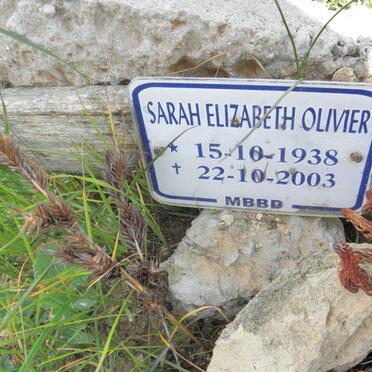 SARAH ELIZABETH OLIVIER
* 15-10-1938
† 22-10-2003
MBBD